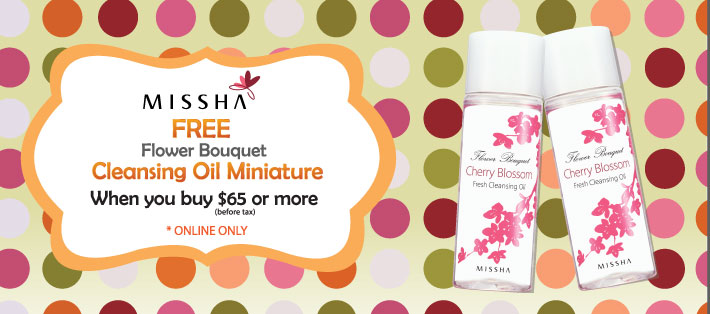 MISSHA
FREE
Flower Bouquet
Cleansing Oil Miniature
When you buy $65 or more
(before tax)
* ONLINE ONLY
Flower Bouquet
Cherry Blossom
Fresh Cleansing Oil
MISSHA
Flower Bouquet
Cherry Blossom
Fresh Cleansing Oil
MISSHA